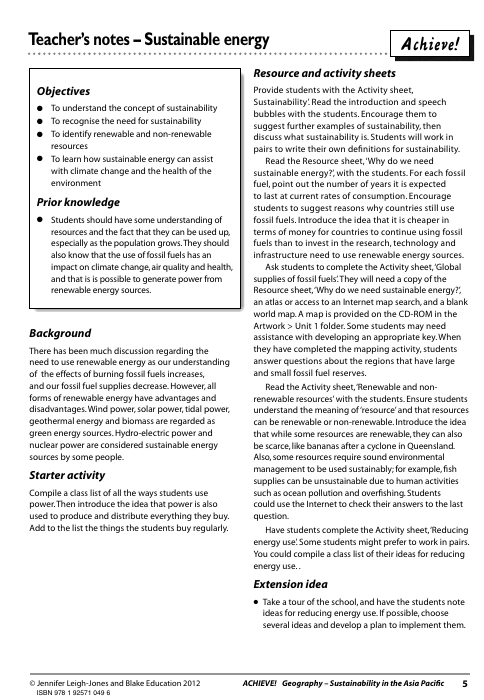 Teacher's notes – Sustainable energy
Achieve!
Objectives
● To understand the concept of sustainability
● To recognise the need for sustainability
● To identify renewable and non-renewable
resources
● To learn how sustainable energy can assist
with climate change and the health of the
environment
Prior knowledge
● Students should have some understanding of
resources and the fact that they can be used up,
especially as the population grows. They should
also know that the use of fossil fuels has an
impact on climate change, air quality and health,
and that is is possible to generate power from
renewable energy sources.
Background
There has been much discussion regarding the
need to use renewable energy as our understanding
of the effects of burning fossil fuels increases,
and our fossil fuel supplies decrease. However, all
forms of renewable energy have advantages and
disadvantages. Wind power, solar power, tidal power,
geothermal energy and biomass are regarded as
green energy sources. Hydro-electric power and
nuclear power are considered sustainable energy
sources by some people.
Starter activity
Compile a class list of all the ways students use
power. Then introduce the idea that power is also
used to produce and distribute everything they buy.
Add to the list the things the students buy regularly.
Resource and activity sheets
Provide students with the Activity sheet,
Sustainability'. Read the introduction and speech
bubbles with the students. Encourage them to
suggest further examples of sustainability, then
discuss what sustainability is. Students will work in
pairs to write their own definitions for sustainability.
Read the Resource sheet, 'Why do we need
sustainable energy?', with the students. For each fossil
fuel, point out the number of years it is expected
to last at current rates of consumption. Encourage
students to suggest reasons why countries still use
fossil fuels. Introduce the idea that it is cheaper in
terms of money for countries to continue using fossil
fuels than to invest in the research, technology and
infrastructure need to use renewable energy sources.
Ask students to complete the Activity sheet, 'Global
supplies of fossil fuels'. They will need a copy of the
Resource sheet, 'Why do we need sustainable energy?',
an atlas or access to an Internet map search, and a blank
world map. A map is provided on the CD-ROM in the
Artwork > Unit 1 folder. Some students may need
assistance with developing an appropriate key. When
they have completed the mapping activity, students
answer questions about the regions that have large
and small fossil fuel reserves.
Read the Activity sheet, 'Renewable and non-
renewable resources' with the students. Ensure students
understand the meaning of 'resource' and that resources
can be renewable or non-renewable. Introduce the idea
that while some resources are renewable, they can also
be scarce, like bananas after a cyclone in Queensland.
Also, some resources require sound environmental
management to be used sustainably; for example, fish
supplies can be unsustainable due to human activities
such as ocean pollution and overfishing. Students
could use the Internet to check their answers to the last
question.
Have students complete the Activity sheet, 'Reducing
energy use'. Some students might prefer to work in pairs.
You could compile a class list of their ideas for reducing
energy use. .
Extension idea
● Take a tour of the school, and have the students note
ideas for reducing energy use. If possible, choose
several ideas and develop a plan to implement them.
© Jennifer Leigh-Jones and Blake Education 2012
ISBN 978 1 92571 049 6
ACHIEVE! Geography – Sustainability in the Asia Pacific 5